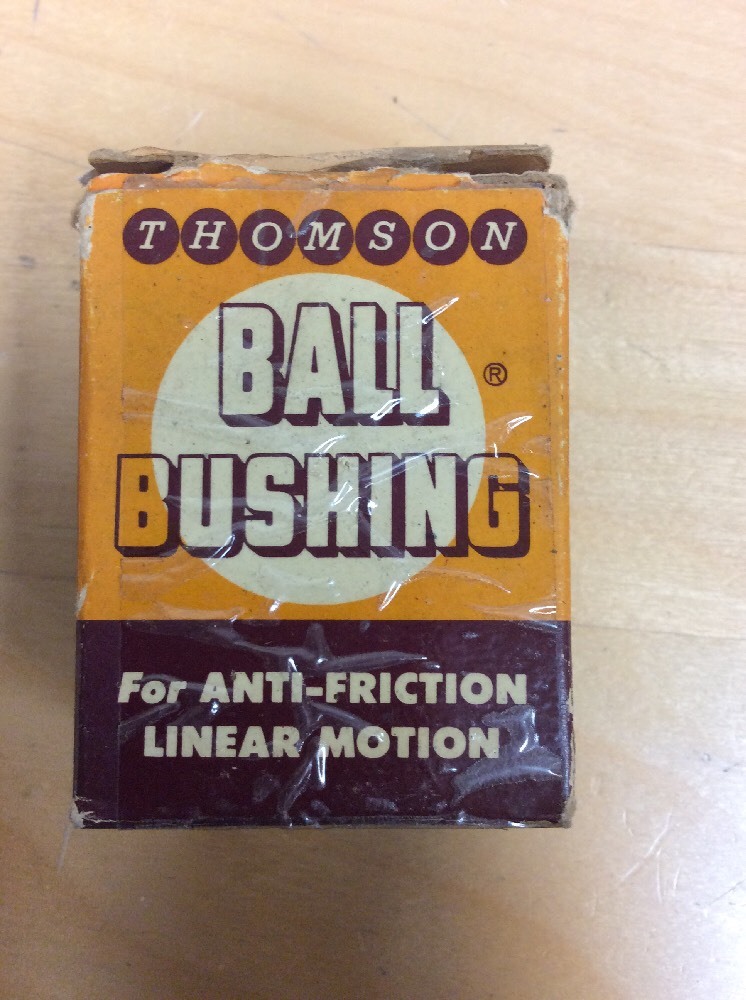 THOMSON
BALL ®
BUSHING
For ANTI-FRICTION
LINEAR MOTION